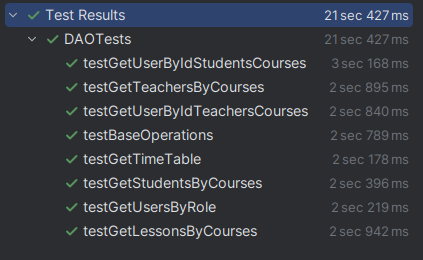 Test Results 21 sec 427 ms
DAOTests 21 sec 427 ms
testGetUserByIdStudentsCourses 3 sec 168 ms
testGetTeachersByCourses 2 sec 895 ms
testGetUserByIdTeachersCourses 2 sec 840 ms
testBaseOperations 2 sec 789 ms
testGetTimeTable 2 sec 178 ms
testGetStudentsByCourses 2 sec 396 ms
testGetUsersByRole 2 sec 219 ms
testGetLessonsByCourses 2 sec 942 ms